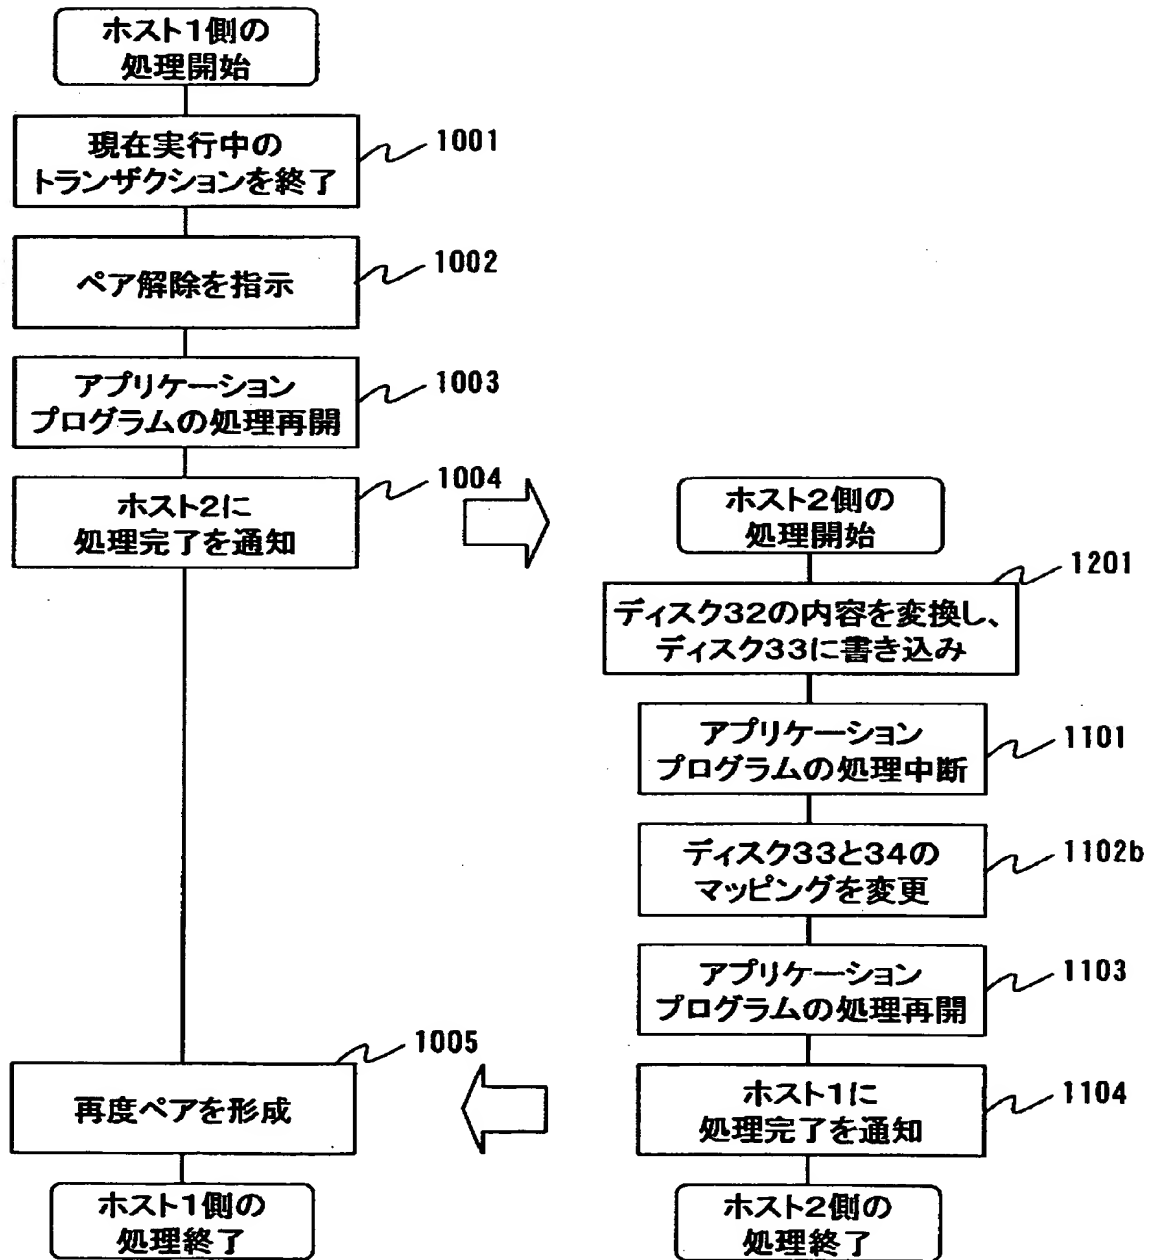 ホスト1側の
処理開始
現在実行中の
トランザクションを終了
1001
ペア解除を指示
1002
アプリケーション
プログラムの処理再開
1003
ホスト2に
処理完了を通知
1004
ホスト2側の
処理開始
ディスク32の内容を変換し、
ディスク33に書き込み
1201
アプリケーション
プログラムの処理中断
1101
ディスク33と34の
マッピングを変更
1102b
アプリケーション
プログラムの処理再開
1103
ホスト1に
処理完了を通知
1104
再度ペアを形成
1005
ホスト1側の
処理終了
ホスト2側の
処理終了